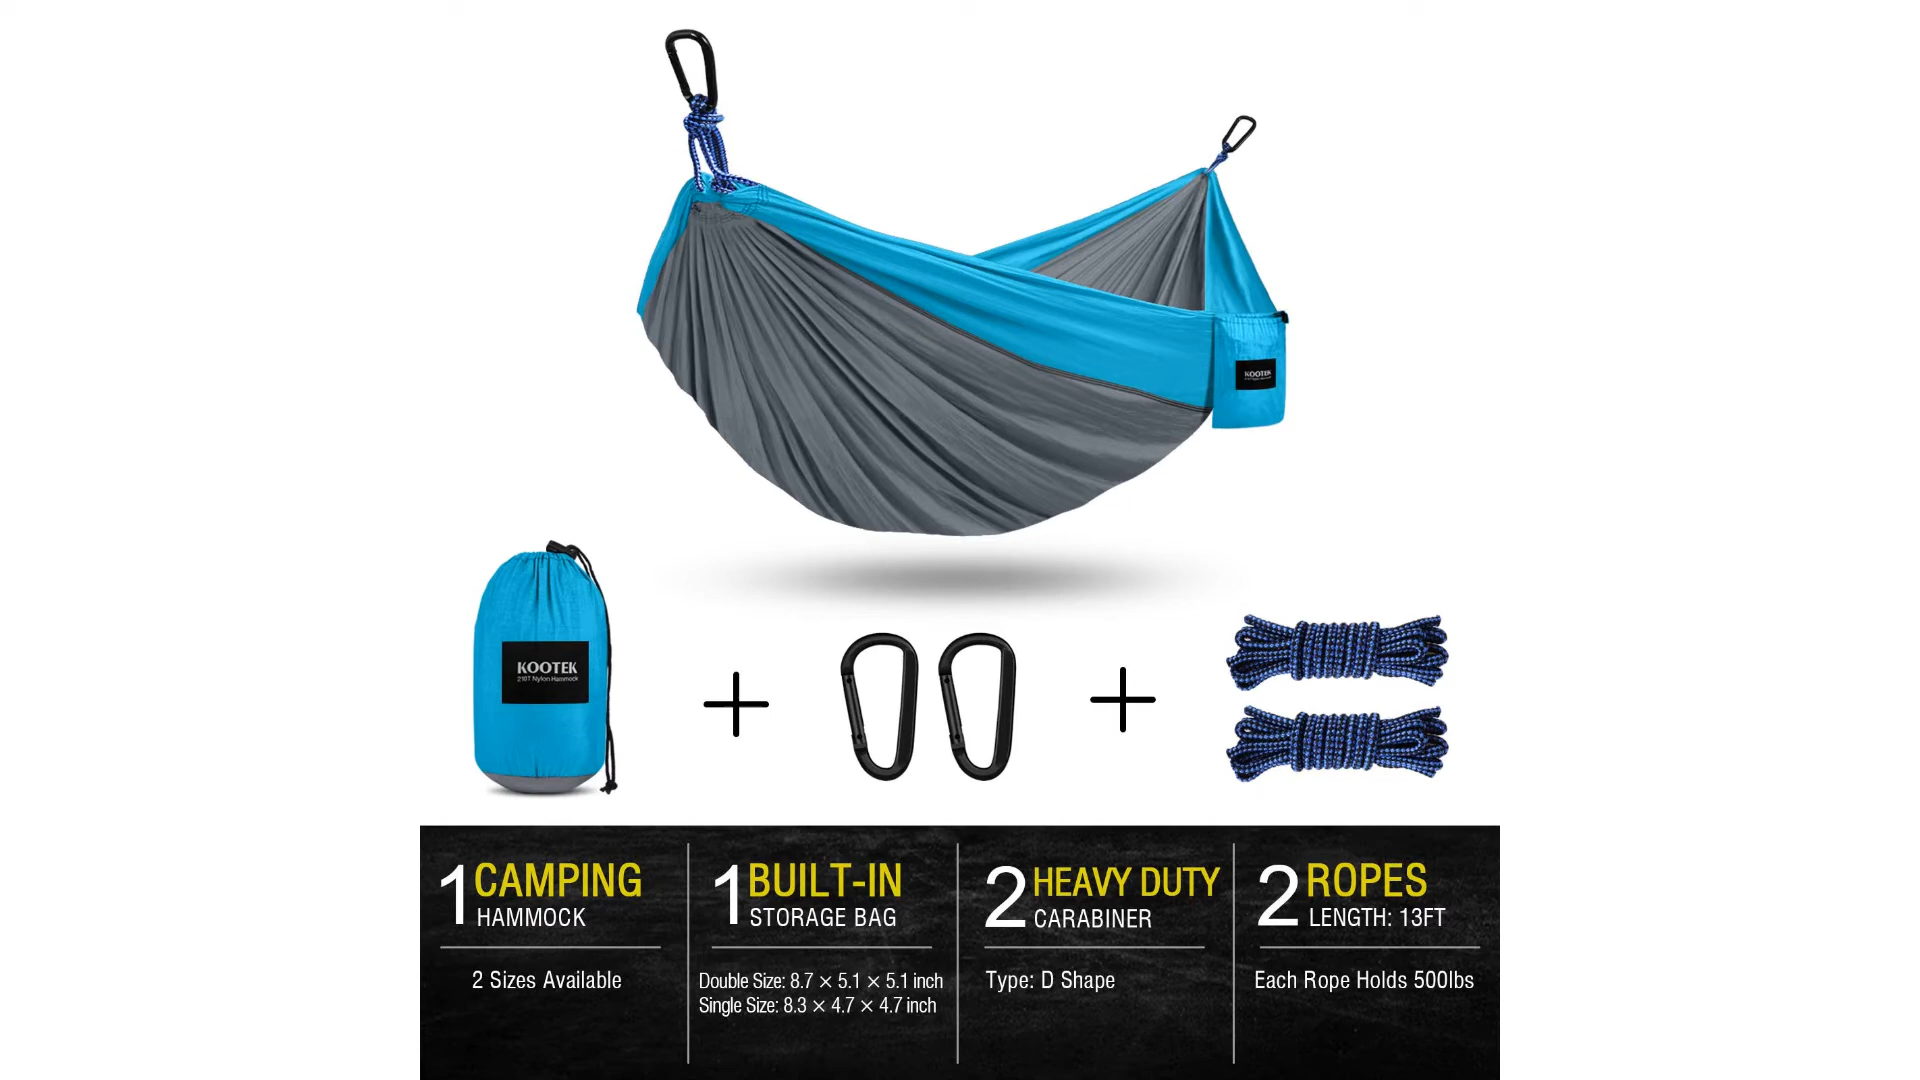 KOOTEK
KOOTEK
210T Nylon Hammock
1 CAMPING
HAMMOCK
2 Sizes Available
1 BUILT-IN
STORAGE BAG
Double Size: 8.7 × 5.1 × 5.1 inch
Single Size: 8.3 × 4.7 × 4.7 inch
2 HEAVY DUTY
CARABINER
Type: D Shape
2 ROPES
LENGTH: 13FT
Each Rope Holds 500lbs